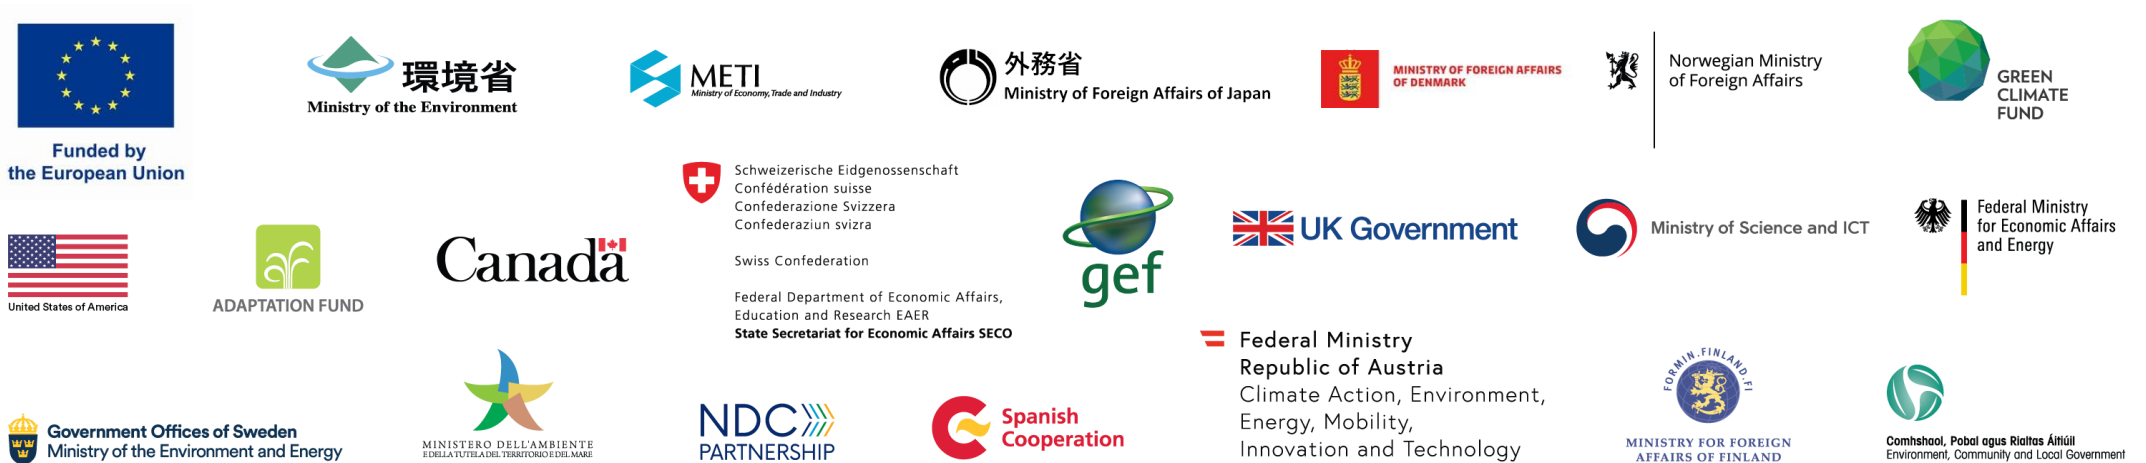 Funded by
the European Union
環境省
Ministry of the Environment
METI
Ministry of Economy, Trade and Industry
外務省
Ministry of Foreign Affairs of Japan
MINISTRY OF FOREIGN AFFAIRS
OF DENMARK
Norwegian Ministry
of Foreign Affairs
GREEN
CLIMATE
FUND
United States of America
ADAPTATION FUND
Canada
Schweizerische Eidgenossenschaft
Confédération suisse
Confederazione Svizzera
Confederaziun svizra
Swiss Confederation
Federal Department of Economic Affairs,
Education and Research EAER
State Secretariat for Economic Affairs SECO
gef
UK Government
Ministry of Science and ICT
Federal Ministry
for Economic Affairs
and Energy
Government Offices of Sweden
Ministry of the Environment and Energy
MINISTERO DELL'AMBIENTE
E DELLA TUTELA DEL TERRITORIO E DEL MARE
NDC
PARTNERSHIP
Spanish
Cooperation
Federal Ministry
Republic of Austria
Climate Action, Environment,
Energy, Mobility,
Innovation and Technology
FORMIN.FINLAND.FI
MINISTRY FOR FOREIGN
AFFAIRS OF FINLAND
Comhshaol, Pobal agus Rialtas Áitiúil
Environment, Community and Local Government